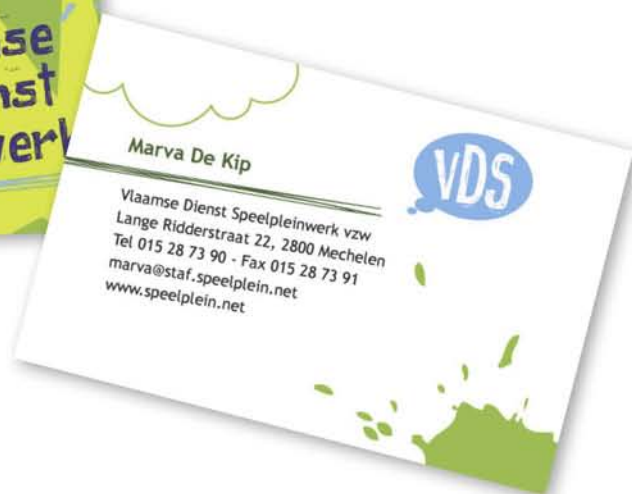 se
nst
werk
Marva De Kip
VDS
Vlaamse Dienst Speelpleinwerk vzw
Lange Ridderstraat 22, 2800 Mechelen
Tel 015 28 73 90 - Fax 015 28 73 91
marva@staf.speelplein.net
www.speelplein.net